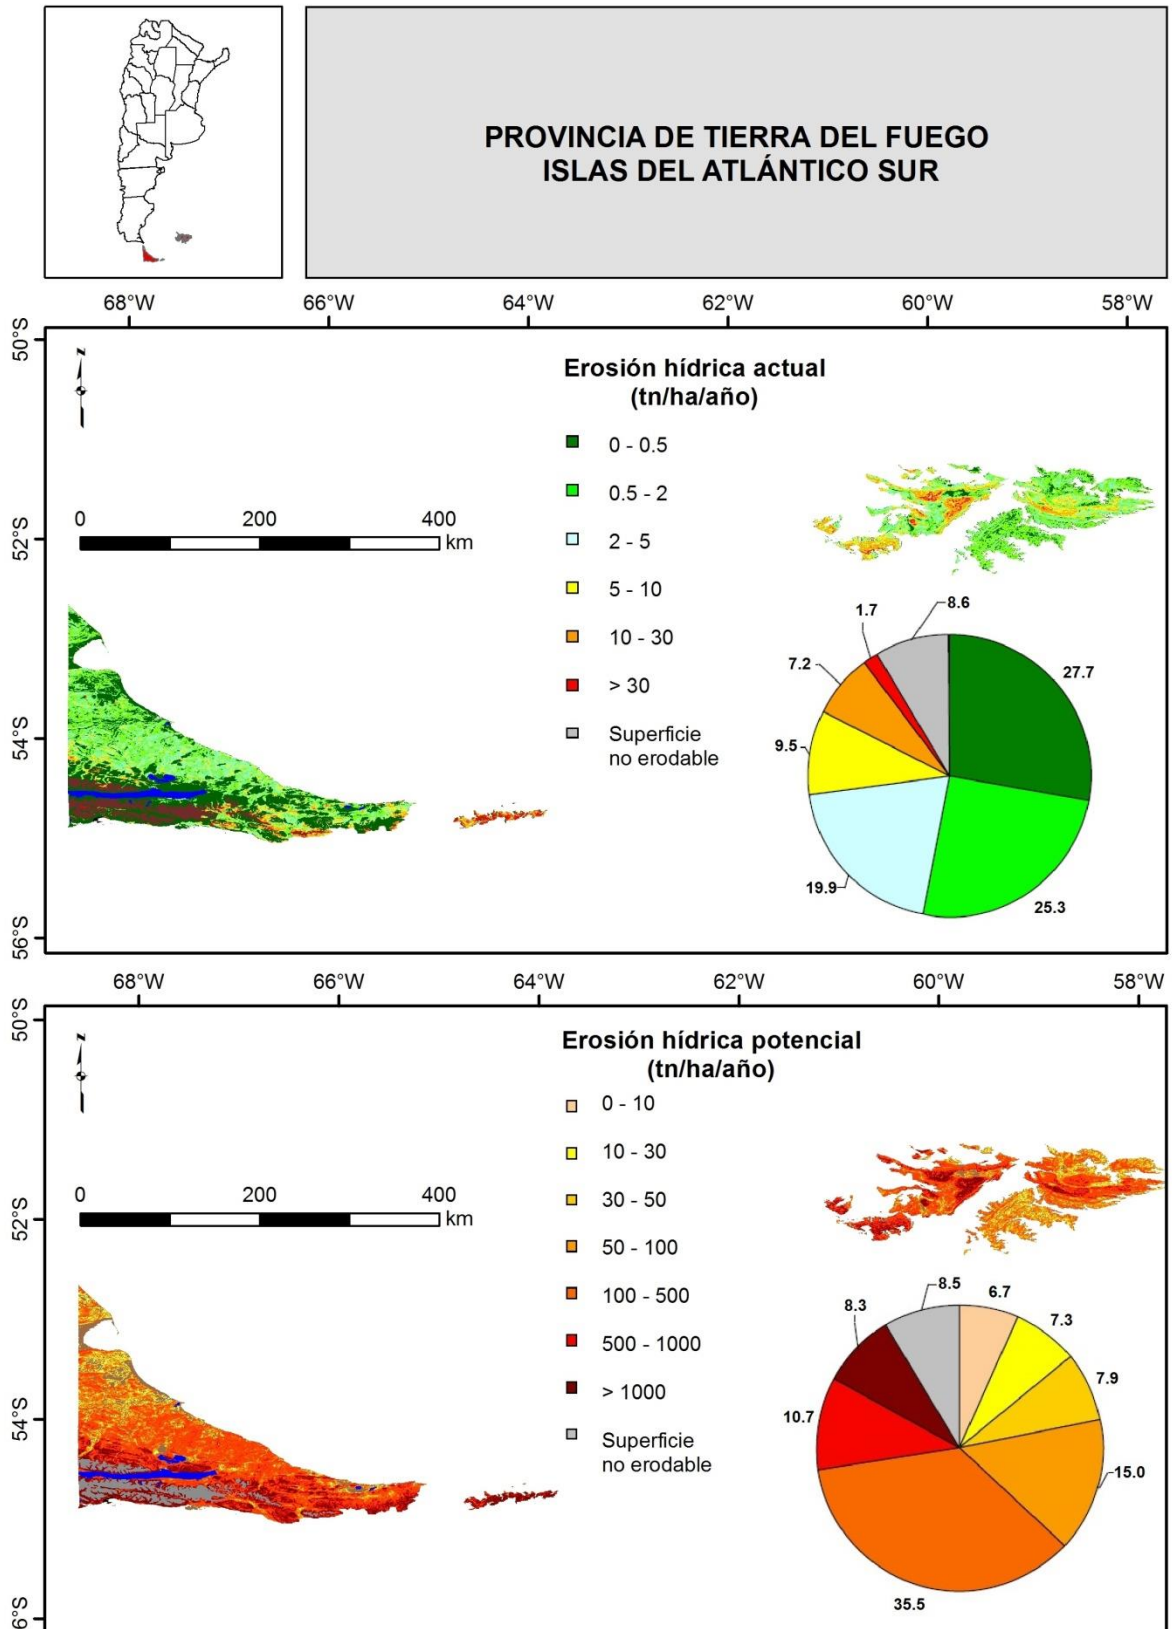 PROVINCIA DE TIERRA DEL FUEGO
ISLAS DEL ATLÁNTICO SUR
68°W 66°W 64°W 62°W 60°W 58°W
50°S
52°S
54°S
56°S
N
Erosión hídrica actual
(tn/ha/año)
0 - 0.5
0.5 - 2
2 - 5
5 - 10
10 - 30
> 30
Superficie
no erodable
0 200 400
km
8.6
1.7
7.2
27.7
9.5
19.9
25.3
68°W 66°W 64°W 62°W 60°W 58°W
50°S
52°S
54°S
56°S
N
Erosión hídrica potencial
(tn/ha/año)
0 - 10
10 - 30
30 - 50
50 - 100
100 - 500
500 - 1000
> 1000
Superficie
no erodable
0 200 400
km
8.5
6.7
8.3
7.3
7.9
10.7
15.0
35.5